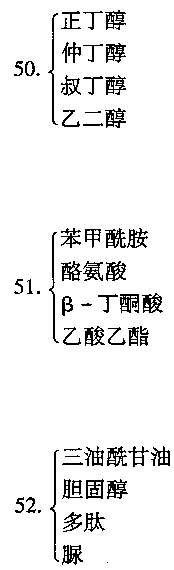 正丁醇
仲丁醇
50. 叔丁醇
乙二醇
苯甲酰胺
酪氨酸
51. β-丁酮酸
乙酸乙酯
三油酰甘油
胆固醇
52. 多肽
脲